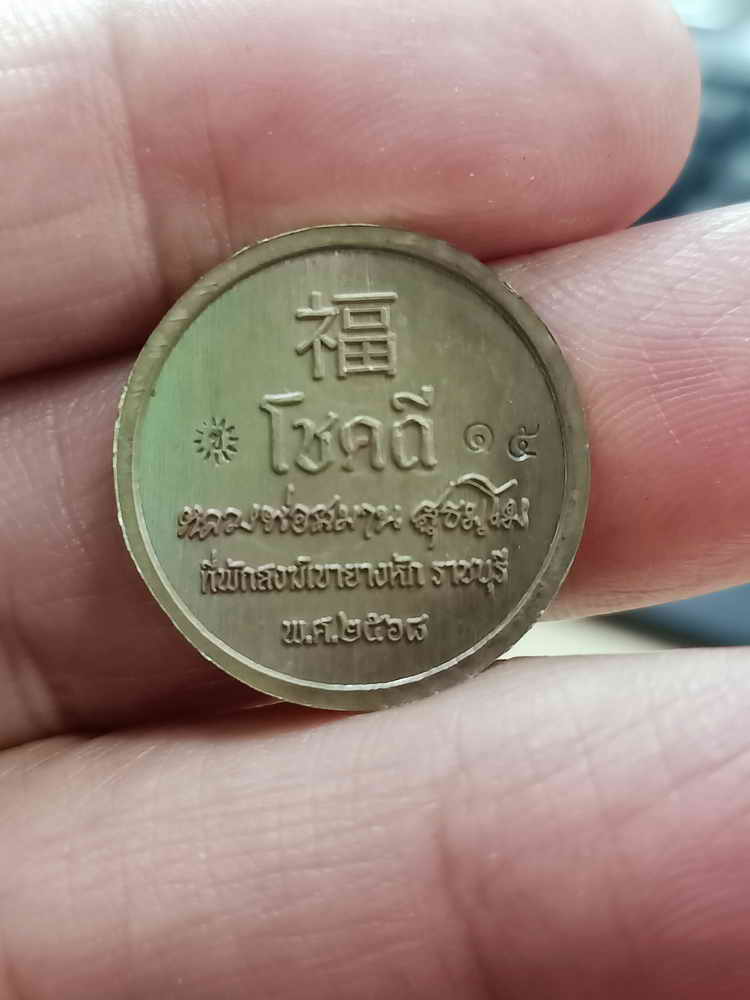 福
โชคดี ๑ ๕
หลวงพ่อสมาน สุธมฺโม
ที่พักสงฆ์เขายางหัก ราชบุรี
พ.ศ.๒๕๖๘